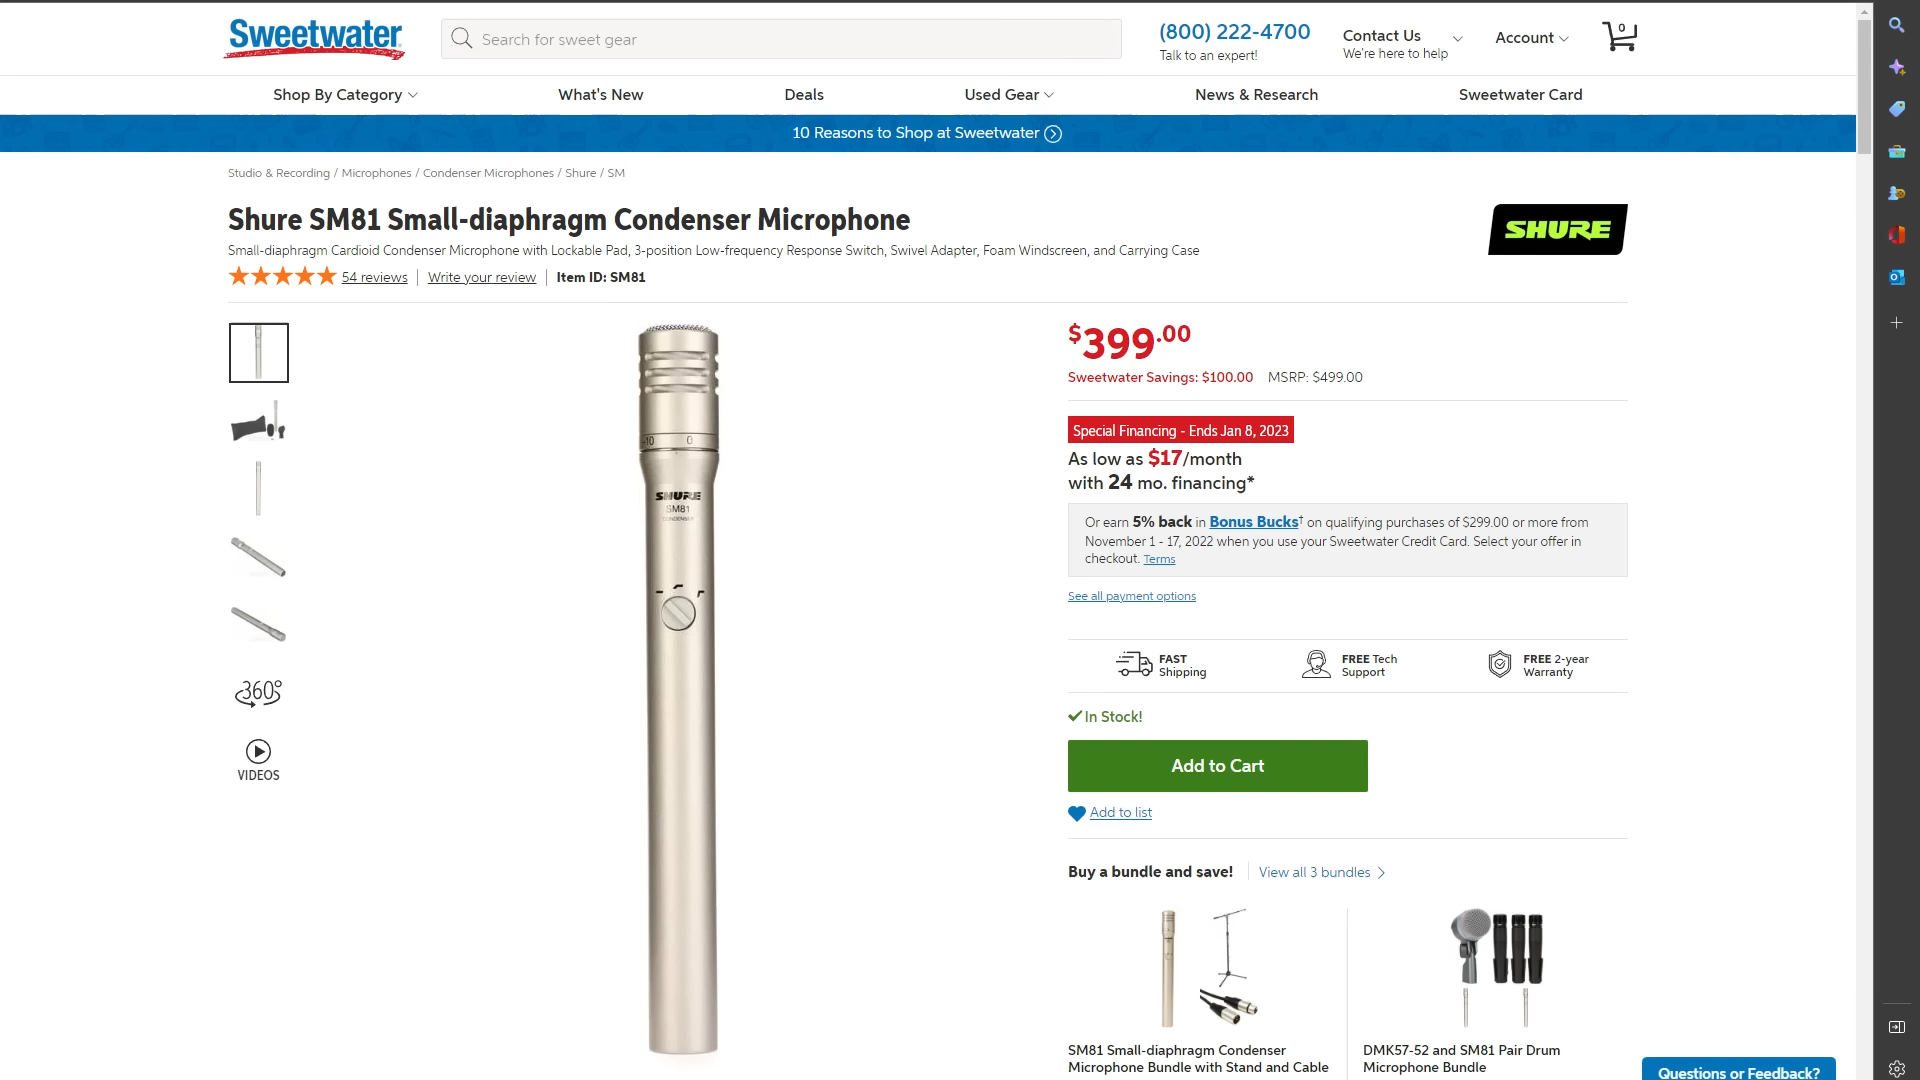 Sweetwater
Search for sweet gear
(800) 222-4700
Talk to an expert!
Contact Us
We're here to help
Account
0
Shop By Category
What's New
Deals
Used Gear
News & Research
Sweetwater Card
10 Reasons to Shop at Sweetwater
Studio & Recording / Microphones / Condenser Microphones / Shure / SM
Shure SM81 Small-diaphragm Condenser Microphone
Small-diaphragm Cardioid Condenser Microphone with Lockable Pad, 3-position Low-frequency Response Switch, Swivel Adapter, Foam Windscreen, and Carrying Case
54 reviews
Write your review
Item ID: SM81
SHURE
360°
VIDEOS
-10 0
SHURE
SM81
CONDENSER
$399.00
Sweetwater Savings: $100.00 MSRP: $499.00
Special Financing - Ends Jan 8, 2023
As low as $17/month
with 24 mo. financing*
Or earn 5% back in Bonus Bucks† on qualifying purchases of $299.00 or more from
November 1 - 17, 2022 when you use your Sweetwater Credit Card. Select your offer in
checkout. Terms
See all payment options
FAST
Shipping
FREE Tech
Support
FREE 2-year
Warranty
In Stock!
Add to Cart
Add to list
Buy a bundle and save!
View all 3 bundles
SM81 Small-diaphragm Condenser
Microphone Bundle with Stand and Cable
DMK57-52 and SM81 Pair Drum
Microphone Bundle
Questions or Feedback?